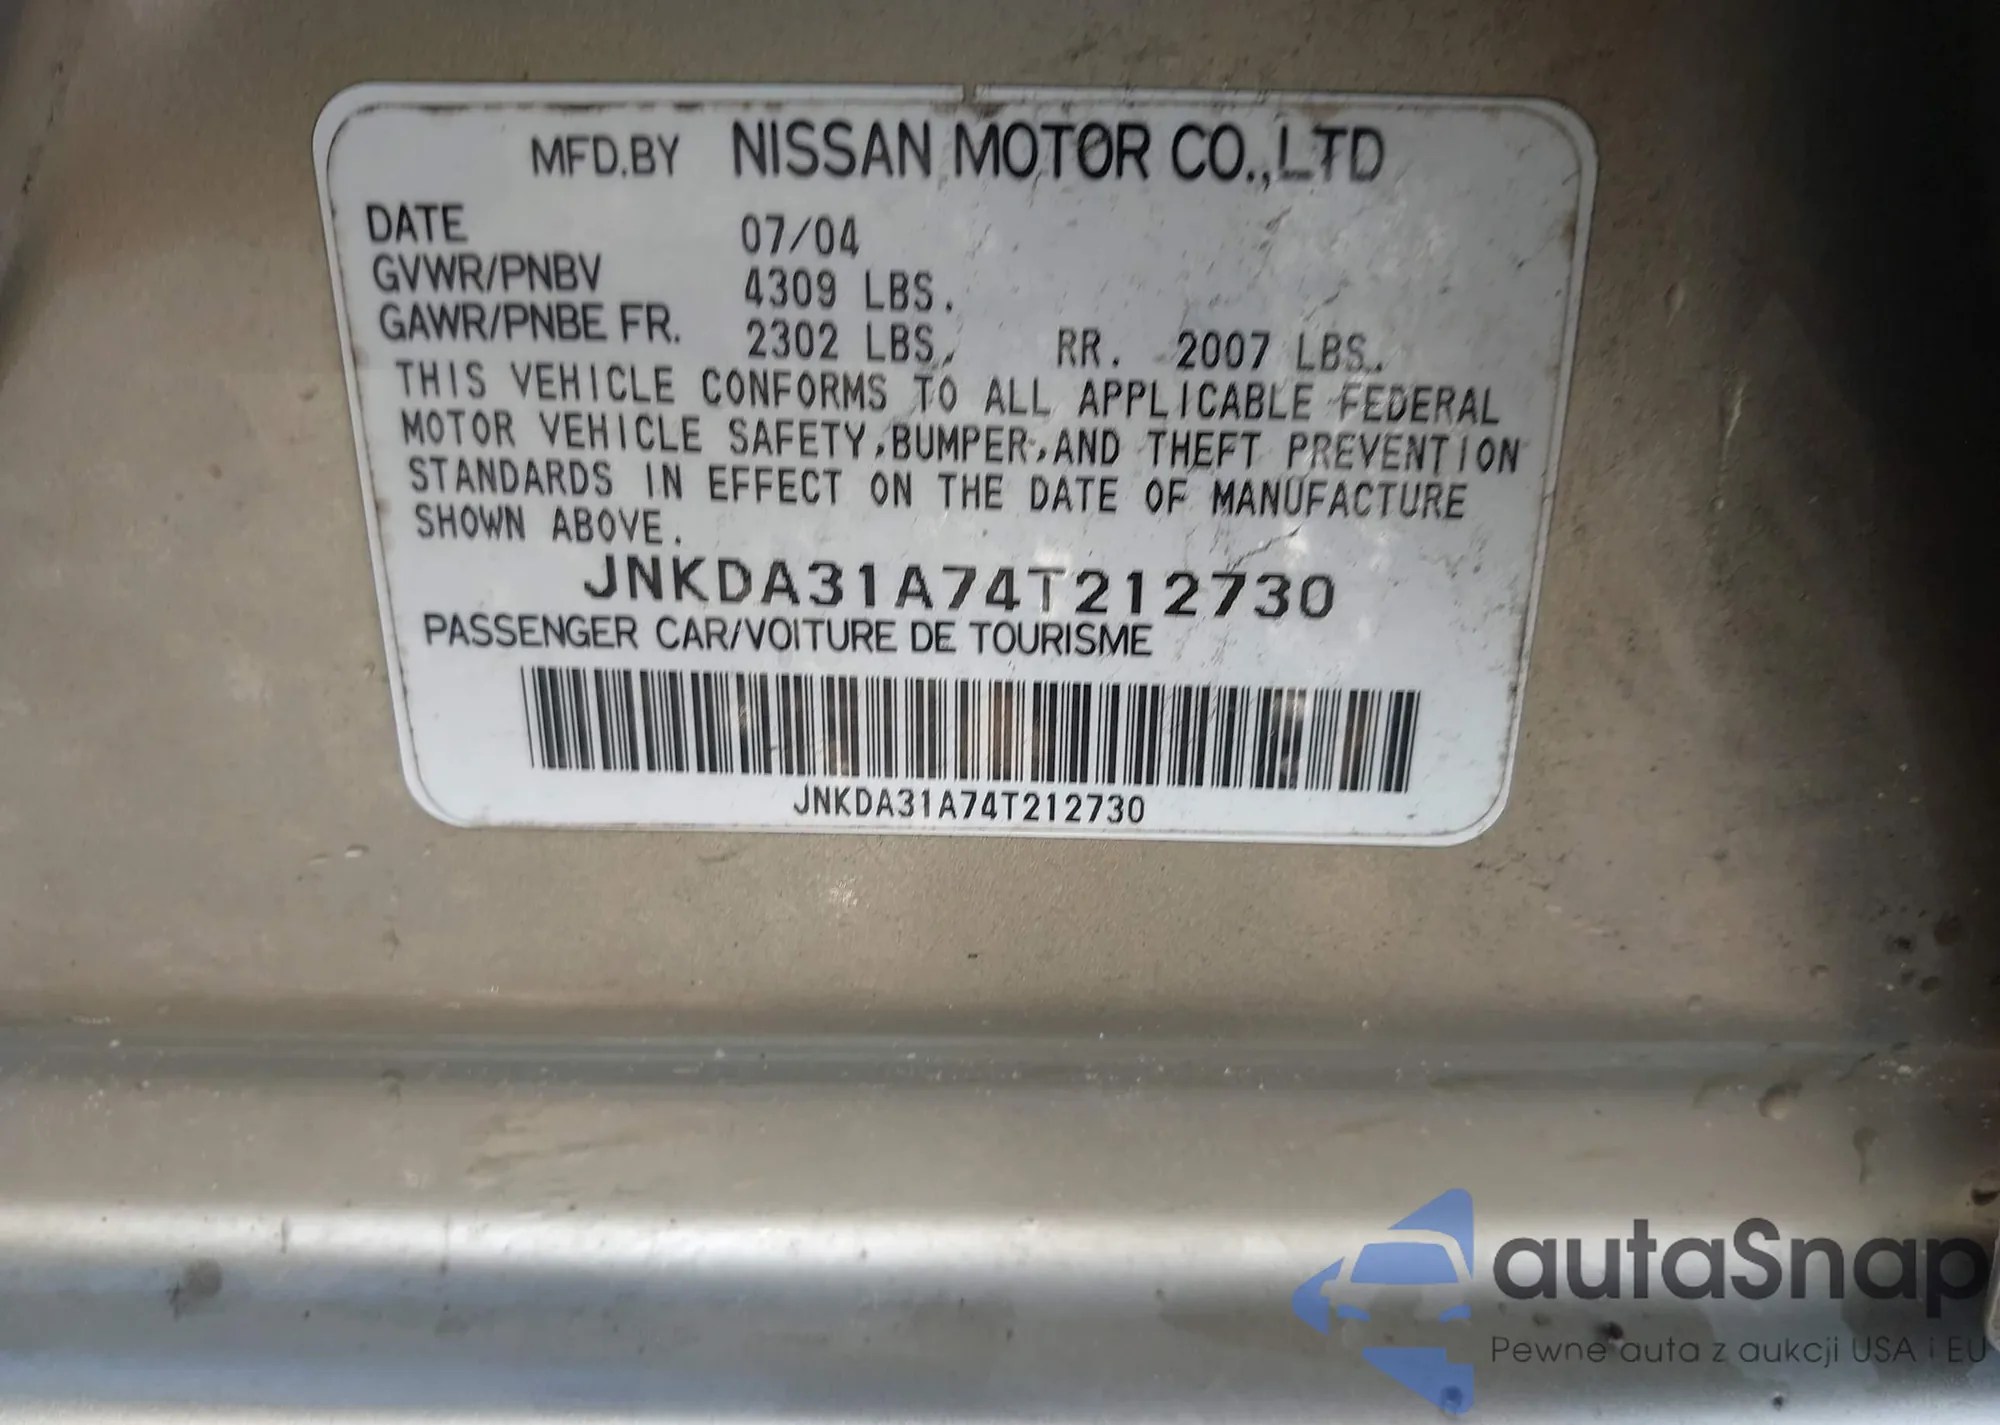 MFD.BY NISSAN MOTOR CO.,LTD
DATE 07/04
GVWR/PNBV 4309 LBS.
GAWR/PNBE FR. 2302 LBS. RR. 2007 LBS.
THIS VEHICLE CONFORMS TO ALL APPLICABLE FEDERAL
MOTOR VEHICLE SAFETY,BUMPER,AND THEFT PREVENTION
STANDARDS IN EFFECT ON THE DATE OF MANUFACTURE
SHOWN ABOVE.
JNKDA31A74T212730
PASSENGER CAR/VOITURE DE TOURISME
JNKDA31A74T212730
autaSnap
Pewne auta z aukcji USA i EU